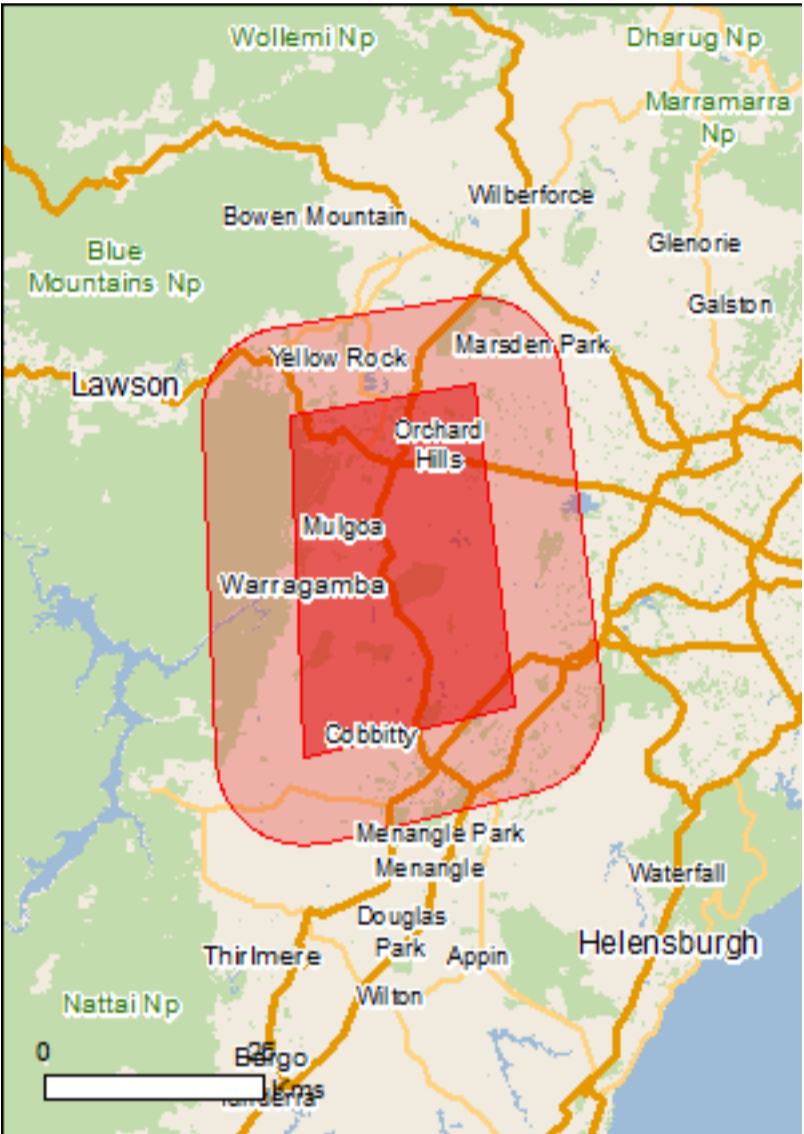 Wollemi Np
Dharug Np
Marramarra
Np
Wilberforce
Bowen Mountain
Glenorie
Blue
Mountains Np
Galston
Marsden Park
Yellow Rock
Lawson
Orchard
Hills
Mulgoa
Warragamba
Cobbitty
Menangle Park
Menangle
Waterfall
Douglas
Park
Helensburgh
Thirlmere
Appin
Wilton
Nattai Np
0
25
Bargo
Kms